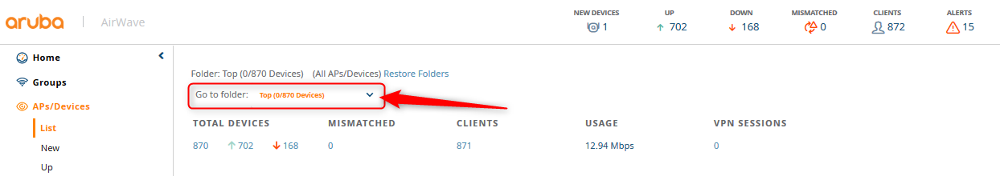 aruba | AirWave
NEW DEVICES UP DOWN MISMATCHED CLIENTS ALERTS
1 702 168 0 872 15
Home
Groups
APs/Devices
List
New
Up
Folder: Top (0/870 Devices) (All APs/Devices) Restore Folders
Go to folder: Top (0/870 Devices)
TOTAL DEVICES MISMATCHED CLIENTS USAGE VPN SESSIONS
870 702 168 0 871 12.94 Mbps 0